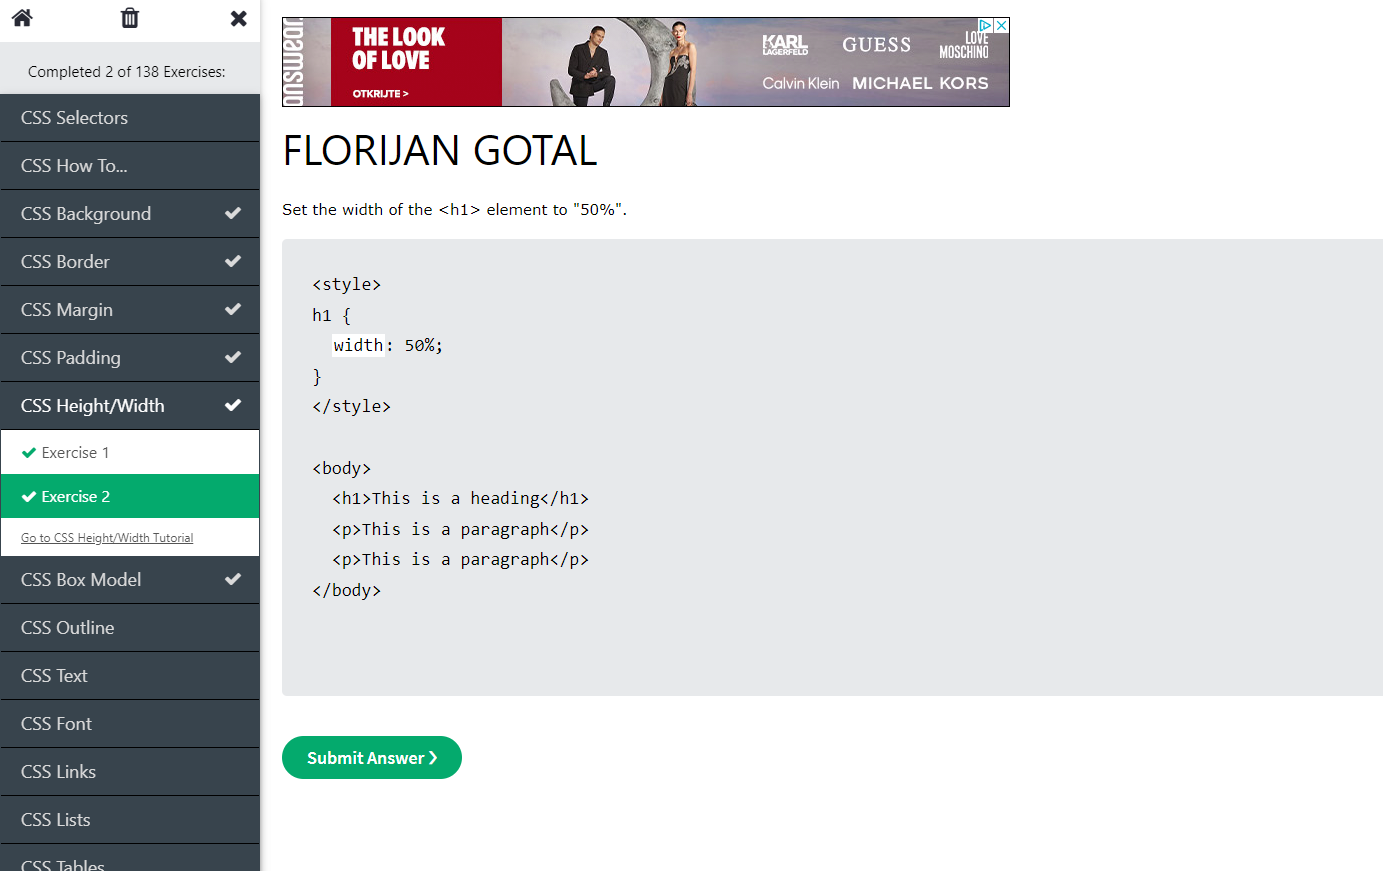 Completed 2 of 138 Exercises:
CSS Selectors
CSS How To...
CSS Background
CSS Border
CSS Margin
CSS Padding
CSS Height/Width
Exercise 1
Exercise 2
Go to CSS Height/Width Tutorial
CSS Box Model
CSS Outline
CSS Text
CSS Font
CSS Links
CSS Lists
CSS Tables
answear.
THE LOOK
OF LOVE
OTKRIJTE >
KARL
LAGERFELD
GUESS
LOVE
MOSCHINO
Calvin Klein
MICHAEL KORS
FLORIJAN GOTAL
Set the width of the <h1> element to "50%".
<style>
h1 {
width: 50%;
}
</style>
<body>
<h1>This is a heading</h1>
<p>This is a paragraph</p>
<p>This is a paragraph</p>
</body>
Submit Answer ❯